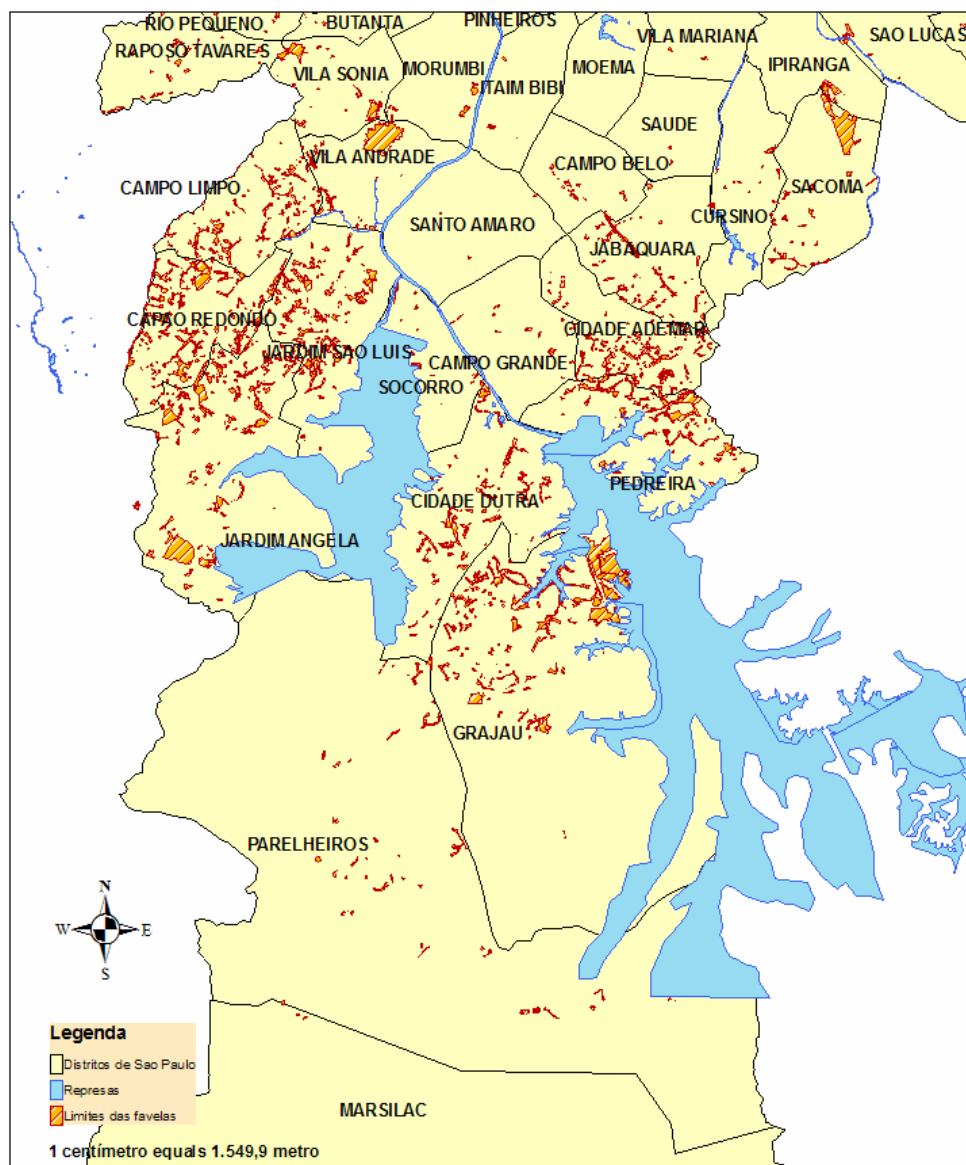 RIO PEQUENO
BUTANTA
PINHEIROS
VILA MARIANA
SAO LUCAS
RAPOSO TAVARES
VILA SONIA
MORUMBI
MOEMA
IPIRANGA
ITAIM BIBI
SAUDE
VILA ANDRADE
CAMPO BELO
CAMPO LIMPO
SACOMA
SANTO AMARO
CURSINO
JABAQUARA
CAPAO REDONDO
CIDADE ADEMAR
JARDIM SAO LUIS
CAMPO GRANDE
SOCORRO
PEDREIRA
CIDADE DUTRA
JARDIM ANGELA
GRAJAU
PARELHEIROS
N
W
E
S
Legenda
Distritos de Sao Paulo
Represas
Limites das favelas
MARSILAC
1 centímetro equals 1.549,9 metro